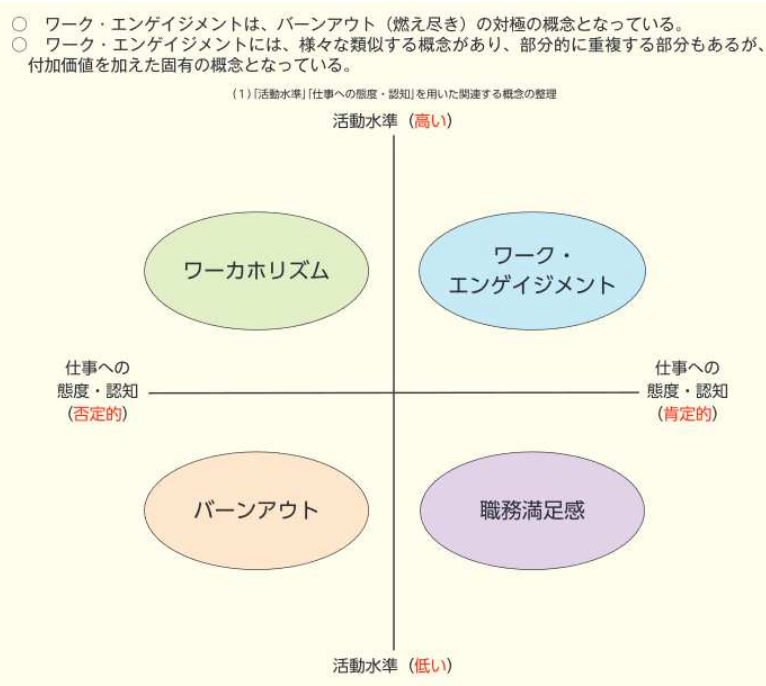 ○ ワーク・エンゲイジメントは、バーンアウト（燃え尽き）の対極の概念となっている。
○ ワーク・エンゲイジメントには、様々な類似する概念があり、部分的に重複する部分もあるが、
付加価値を加えた固有の概念となっている。
（１）「活動水準」「仕事への態度・認知」を用いた関連する概念の整理
活動水準（高い）
ワーカホリズム
ワーク・
エンゲイジメント
仕事への
態度・認知
（否定的）
仕事への
態度・認知
（肯定的）
バーンアウト
職務満足感
活動水準（低い）